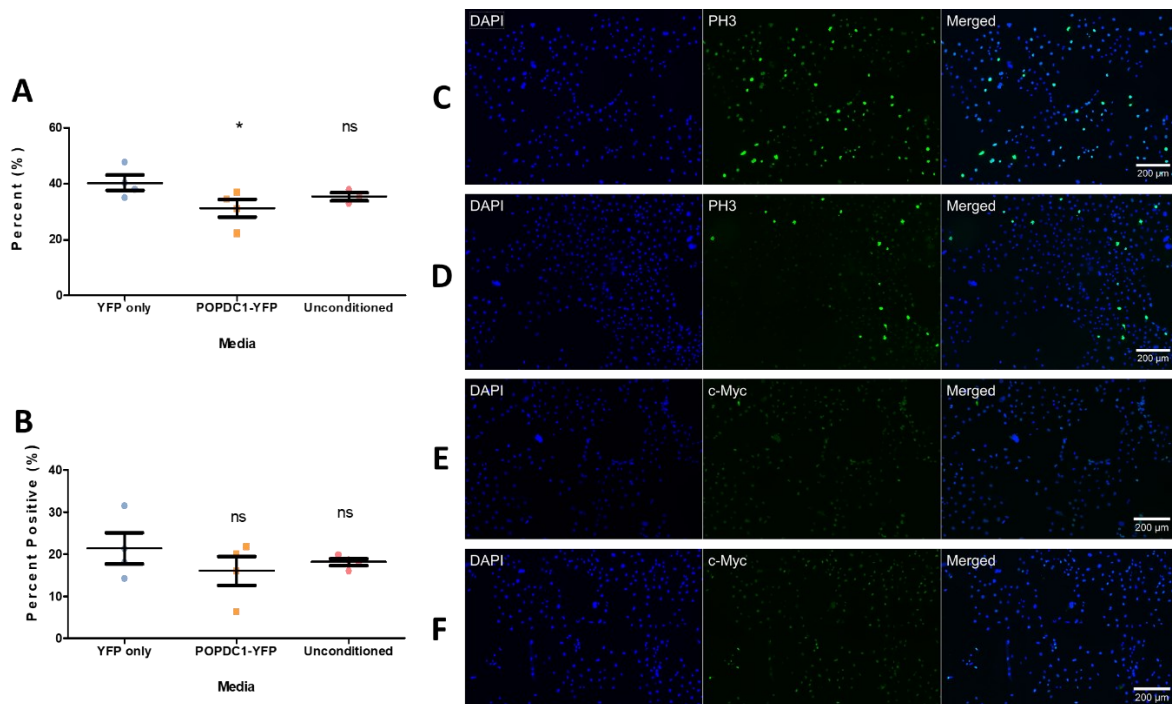 A
60
40
20
0
Percent (%)
*
ns
YFP only POPDC1-YFP Unconditioned
Media
B
40
30
20
10
0
Percent Positive (%)
ns
ns
YFP only POPDC1-YFP Unconditioned
Media
C
DAPI PH3 Merged
200 µm
D
DAPI PH3 Merged
200 µm
E
DAPI c-Myc Merged
200 µm
F
DAPI c-Myc Merged
200 µm